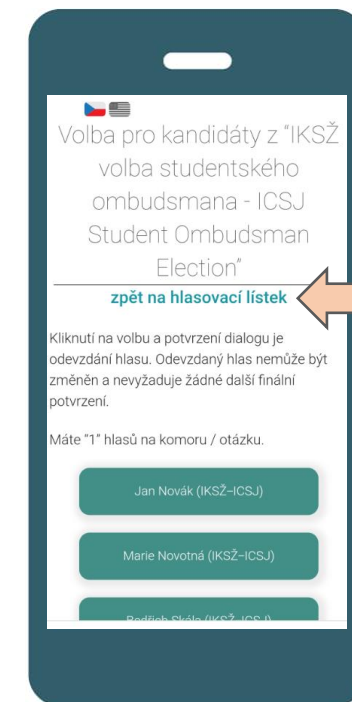 Volba pro kandidáty z "IKSŽ
volba studentského
ombudsmana - ICSJ
Student Ombudsman
Election"
zpět na hlasovací lístek
Kliknutí na volbu a potvrzení dialogu je
odevzdání hlasu. Odevzdaný hlas nemůže být
změněn a nevyžaduje žádné další finální
potvrzení.
Máte "1" hlasů na komoru / otázku.
Jan Novák (IKSŽ–ICSJ)
Marie Novotná (IKSŽ–ICSJ)